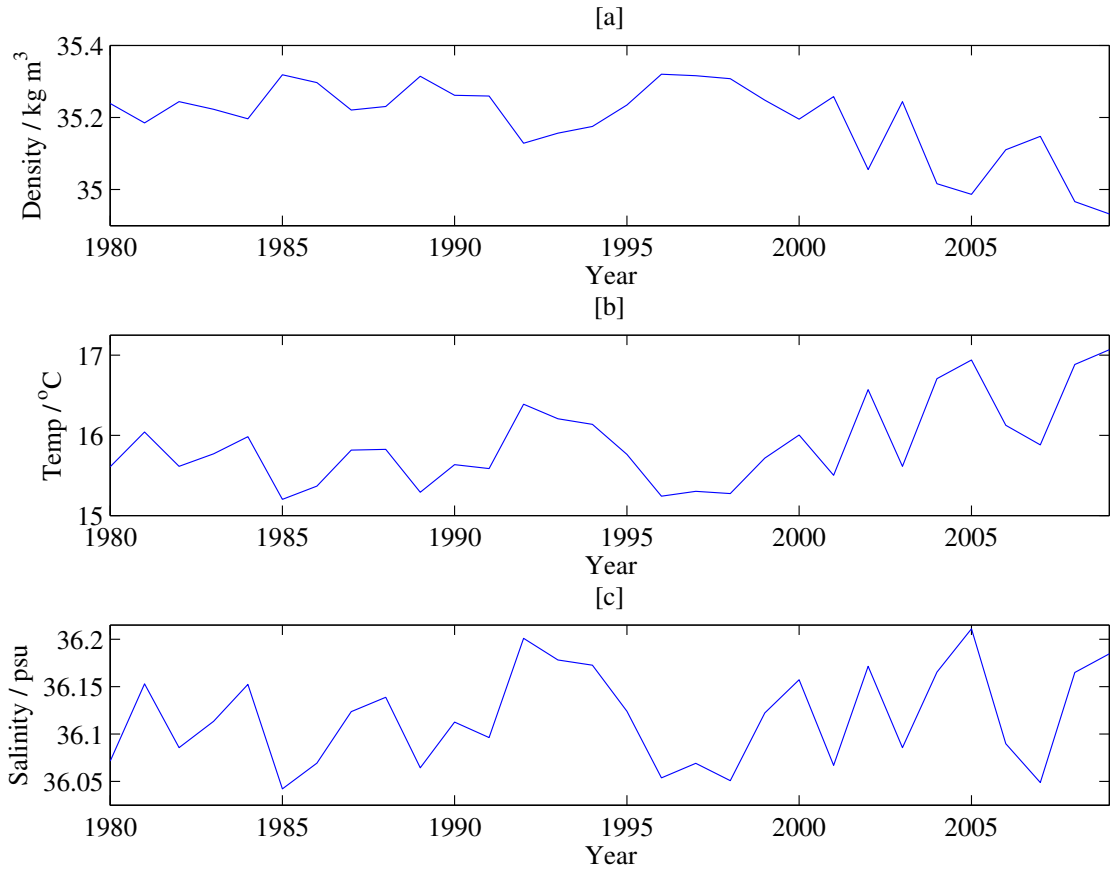 [a]
Density / kg m³
35.4
35.2
35
1980 1985 1990 1995 2000 2005
Year
[b]
Temp / ᵒC
17
16
15
1980 1985 1990 1995 2000 2005
Year
[c]
Salinity / psu
36.2
36.15
36.1
36.05
1980 1985 1990 1995 2000 2005
Year